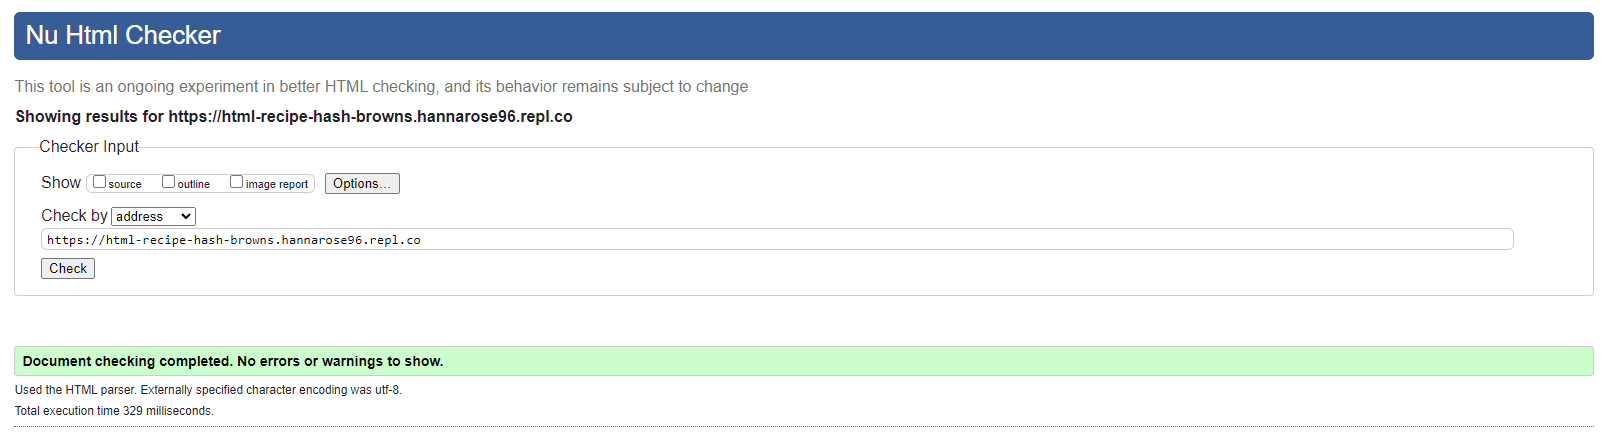 Nu Html Checker
This tool is an ongoing experiment in better HTML checking, and its behavior remains subject to change
Showing results for https://html-recipe-hash-browns.hannarose96.repl.co
Checker Input
Show source outline image report Options...
Check by address
https://html-recipe-hash-browns.hannarose96.repl.co
Check
Document checking completed. No errors or warnings to show.
Used the HTML parser. Externally specified character encoding was utf-8.
Total execution time 329 milliseconds.